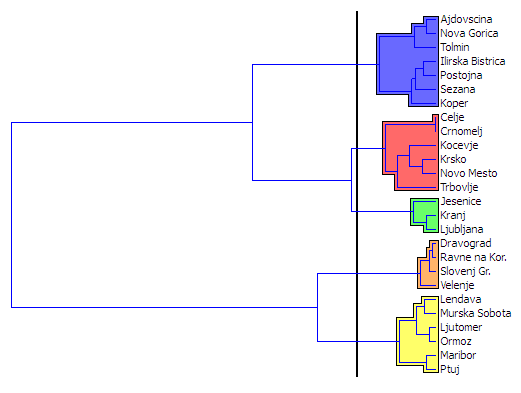 Ajdovscina
Nova Gorica
Tolmin
Ilirska Bistrica
Postojna
Sezana
Koper
Celje
Crnomelj
Kocevje
Krsko
Novo Mesto
Trbovlje
Jesenice
Kranj
Ljubljana
Dravograd
Ravne na Kor.
Slovenj Gr.
Velenje
Lendava
Murska Sobota
Ljutomer
Ormoz
Maribor
Ptuj